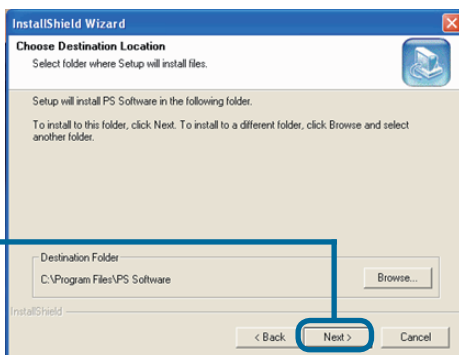 InstallShield Wizard
Choose Destination Location
Select folder where Setup will install files.
Setup will install PS Software in the following folder.
To install to this folder, click Next. To install to a different folder, click Browse and select
another folder.
Destination Folder
C:\Program Files\PS Software
Browse...
InstallShield
< Back
Next >
Cancel